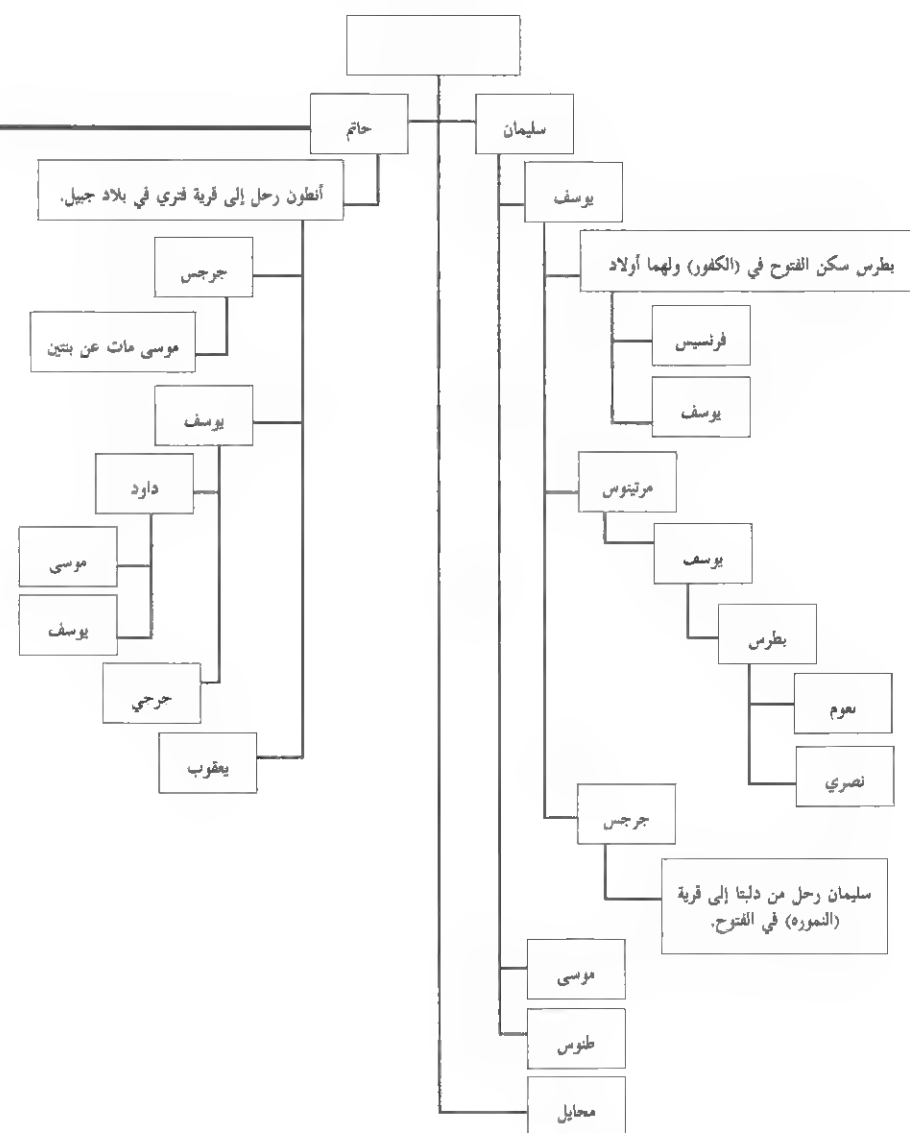 سليمان
حاتم
يوسف
أنطون رحل إلى قرية فتري في بلاد جبيل.
بطرس سكن الفتوح في (الكفور) ولهما أولاد
جرجس
فرنسيس
موسى مات عن بنتين
يوسف
يوسف
مرتينوس
داود
يوسف
موسى
بطرس
يوسف
جرجي
نعوم
يعقوب
نصري
جرجس
سليمان رحل من دلبتا إلى قرية
(النموره) في الفتوح.
موسى
طنوس
محايل